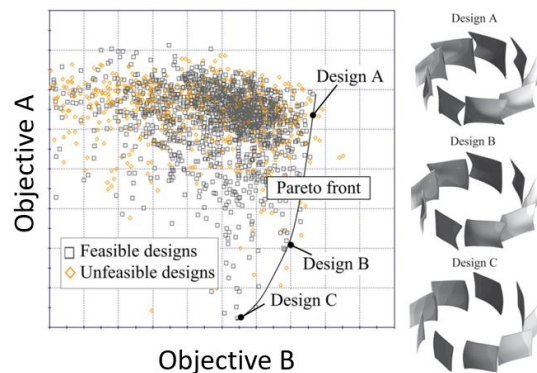 Objective A
Design A
Pareto front
Feasible designs
Unfeasible designs
Design B
Design C
Objective B
Design A
Design B
Design C